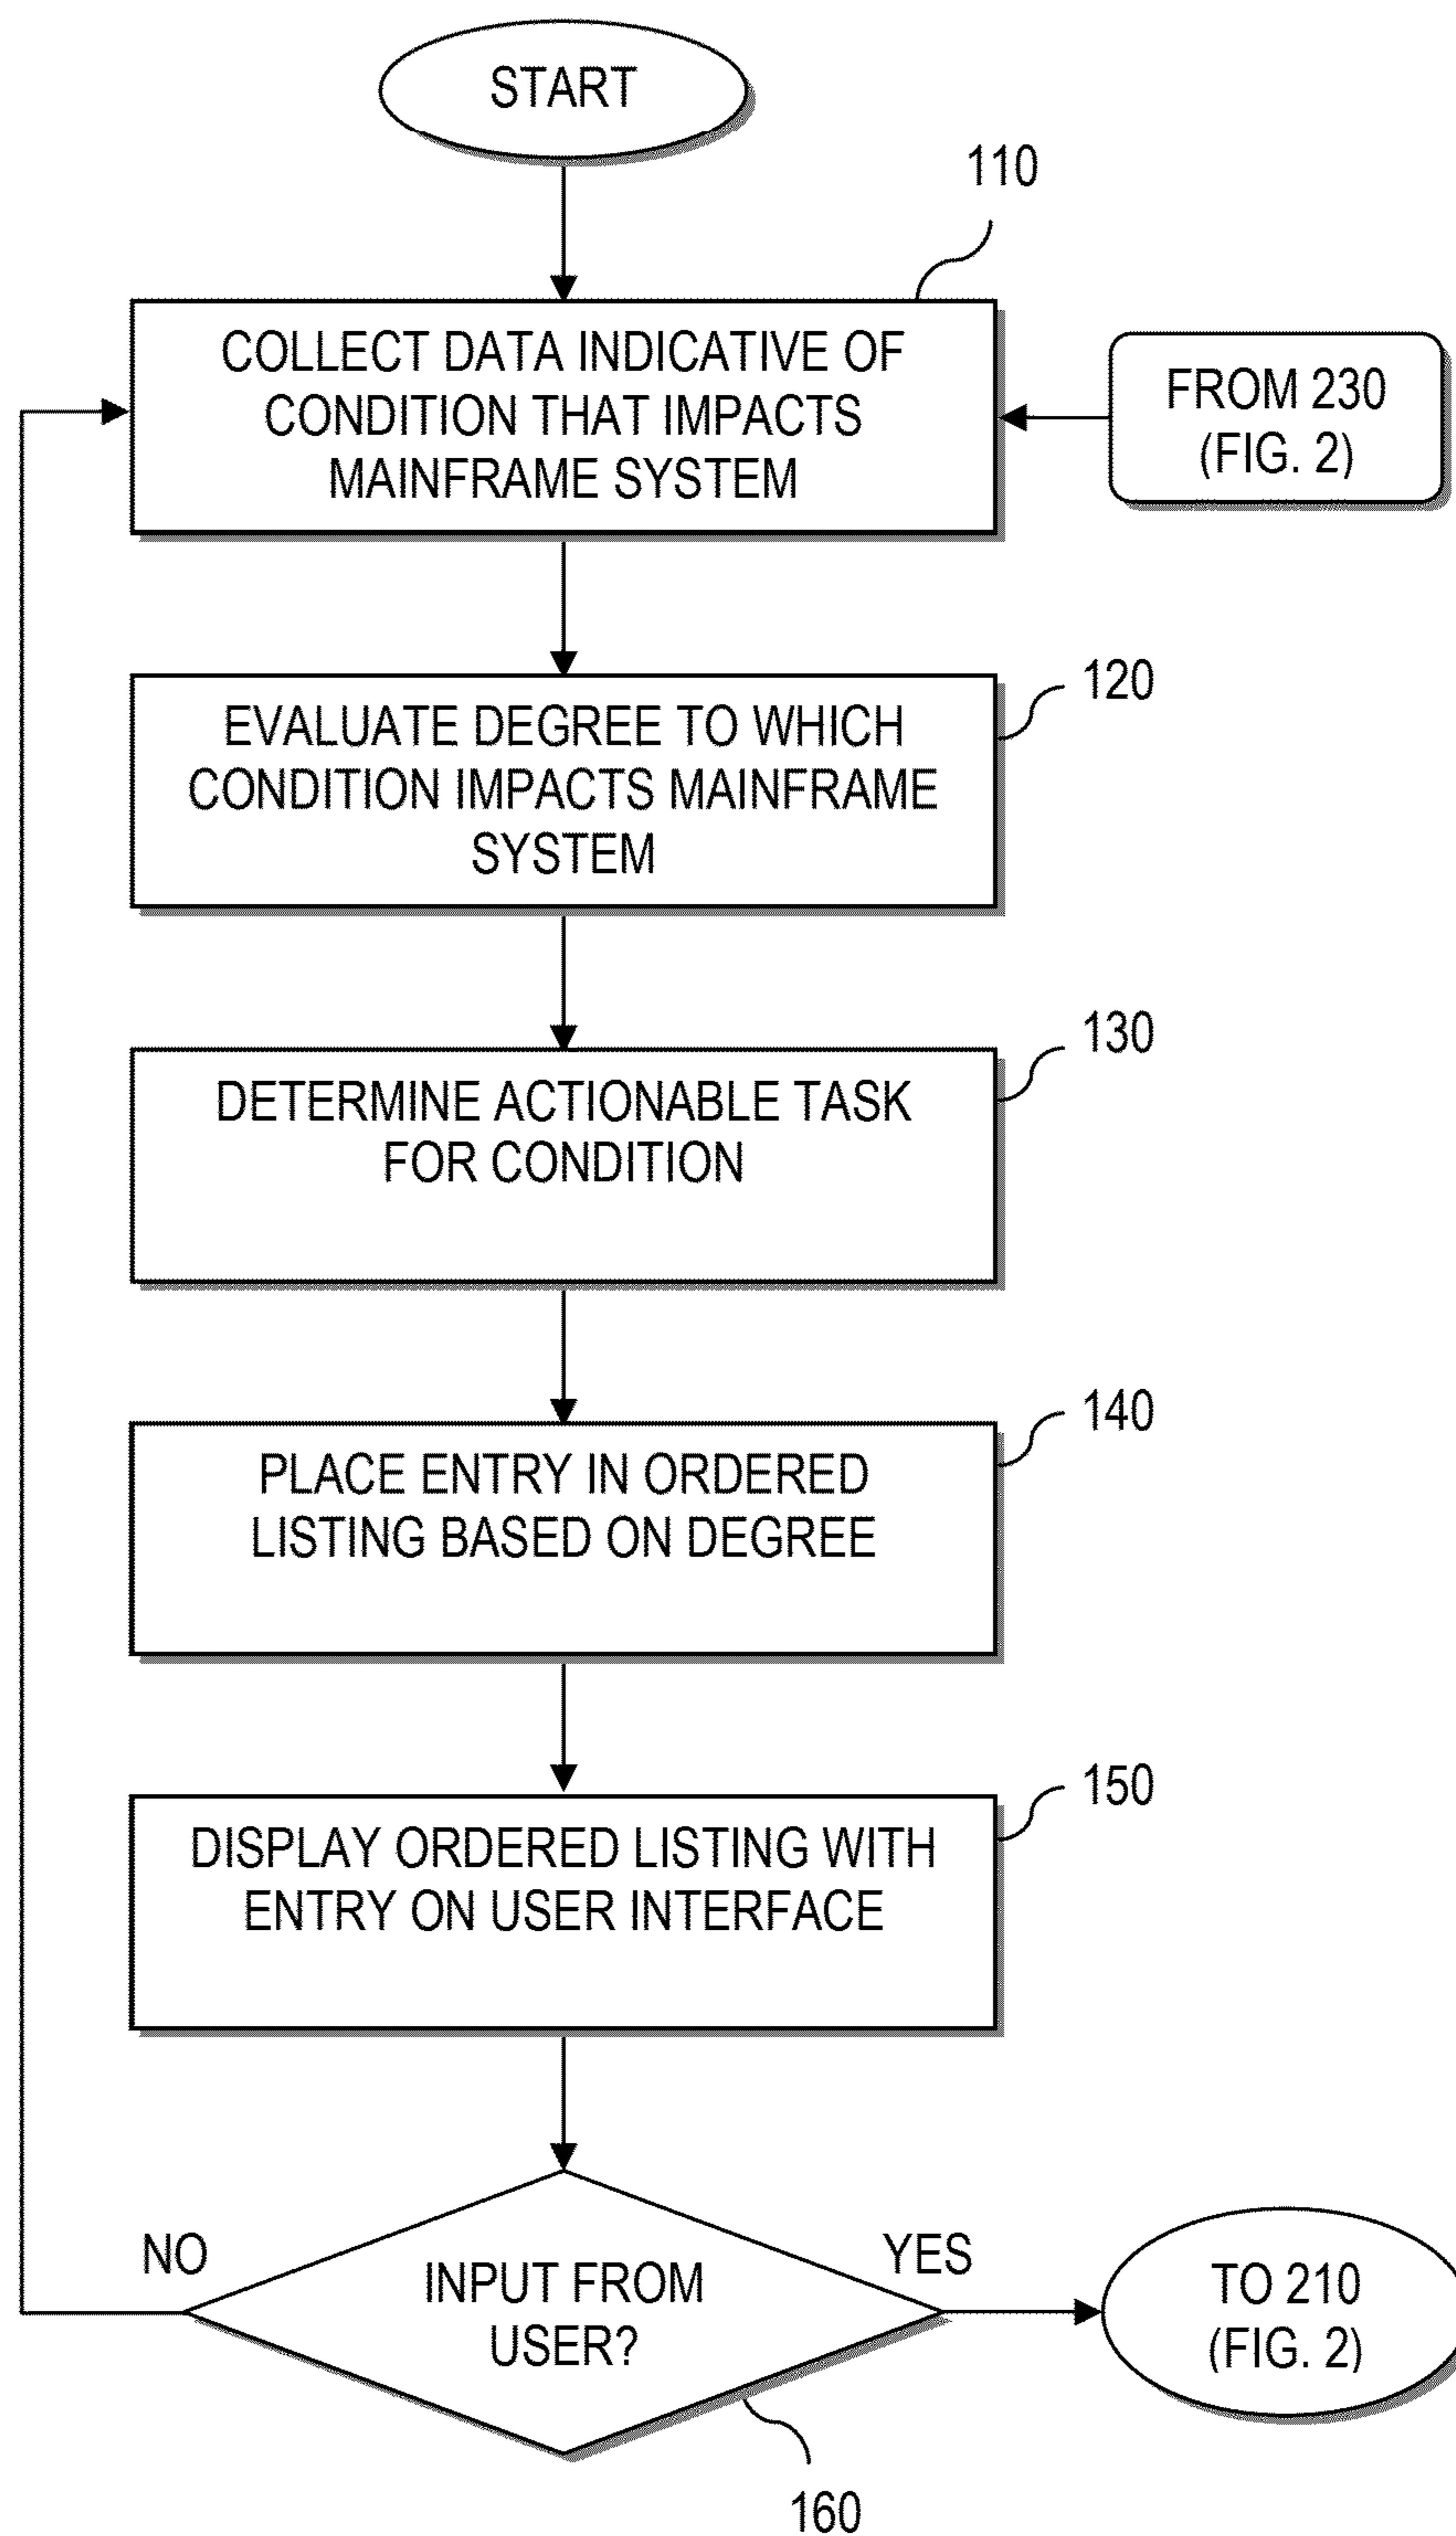 START
110
COLLECT DATA INDICATIVE OF
CONDITION THAT IMPACTS
MAINFRAME SYSTEM
FROM 230
(FIG. 2)
120
EVALUATE DEGREE TO WHICH
CONDITION IMPACTS MAINFRAME
SYSTEM
130
DETERMINE ACTIONABLE TASK
FOR CONDITION
140
PLACE ENTRY IN ORDERED
LISTING BASED ON DEGREE
150
DISPLAY ORDERED LISTING WITH
ENTRY ON USER INTERFACE
NO
INPUT FROM
USER?
YES
TO 210
(FIG. 2)
160